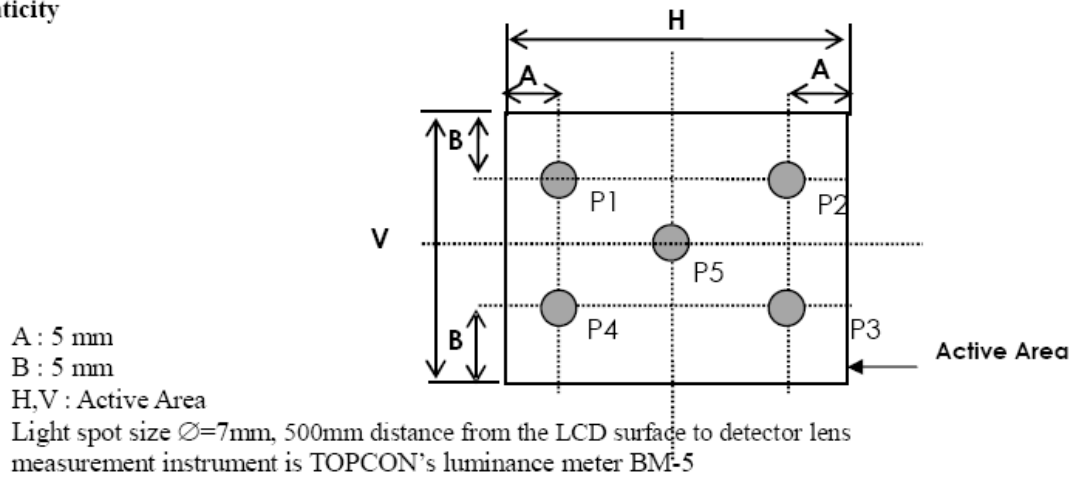 H
A
A
B
P1
P2
V
P5
B
P4
P3
Active Area
A : 5 mm
B : 5 mm
H,V : Active Area
Light spot size ∅=7mm, 500mm distance from the LCD surface to detector lens
measurement instrument is TOPCON's luminance meter BM-5